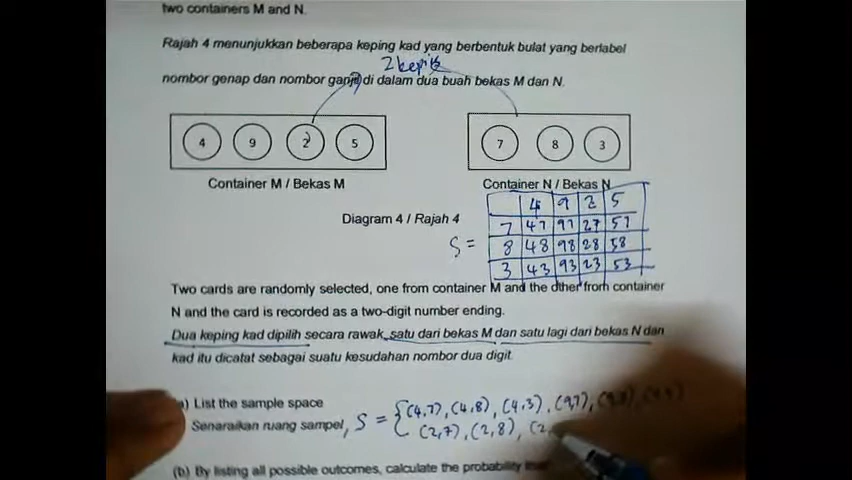 two containers M and N.
Rajah 4 menunjukkan beberapa keping kad yang berbentuk bulat yang berlabel
2 kepin
nombor genap dan nombor ganjil di dalam dua buah bekas M dan N.
4 9 2 5
7 8 3
Container M / Bekas M
Container N / Bekas N
Diagram 4 / Rajah 4
4 9 2 5
7 47 97 27 57
S = 8 48 98 28 58
3 43 93 23 53
Two cards are randomly selected, one from container M and the other from container
N and the card is recorded as a two-digit number ending.
Dua keping kad dipilih secara rawak, satu dari bekas M dan satu lagi dari bekas N dan
kad itu dicatat sebagai suatu kesudahan nombor dua digit.
a) List the sample space
Senaraikan ruang sampel, S = {(4,7), (4,8), (4,3), (9,7), (9,8), (9,3)
(2,7), (2,8), (2,
(b) By listing all possible outcomes, calculate the probability